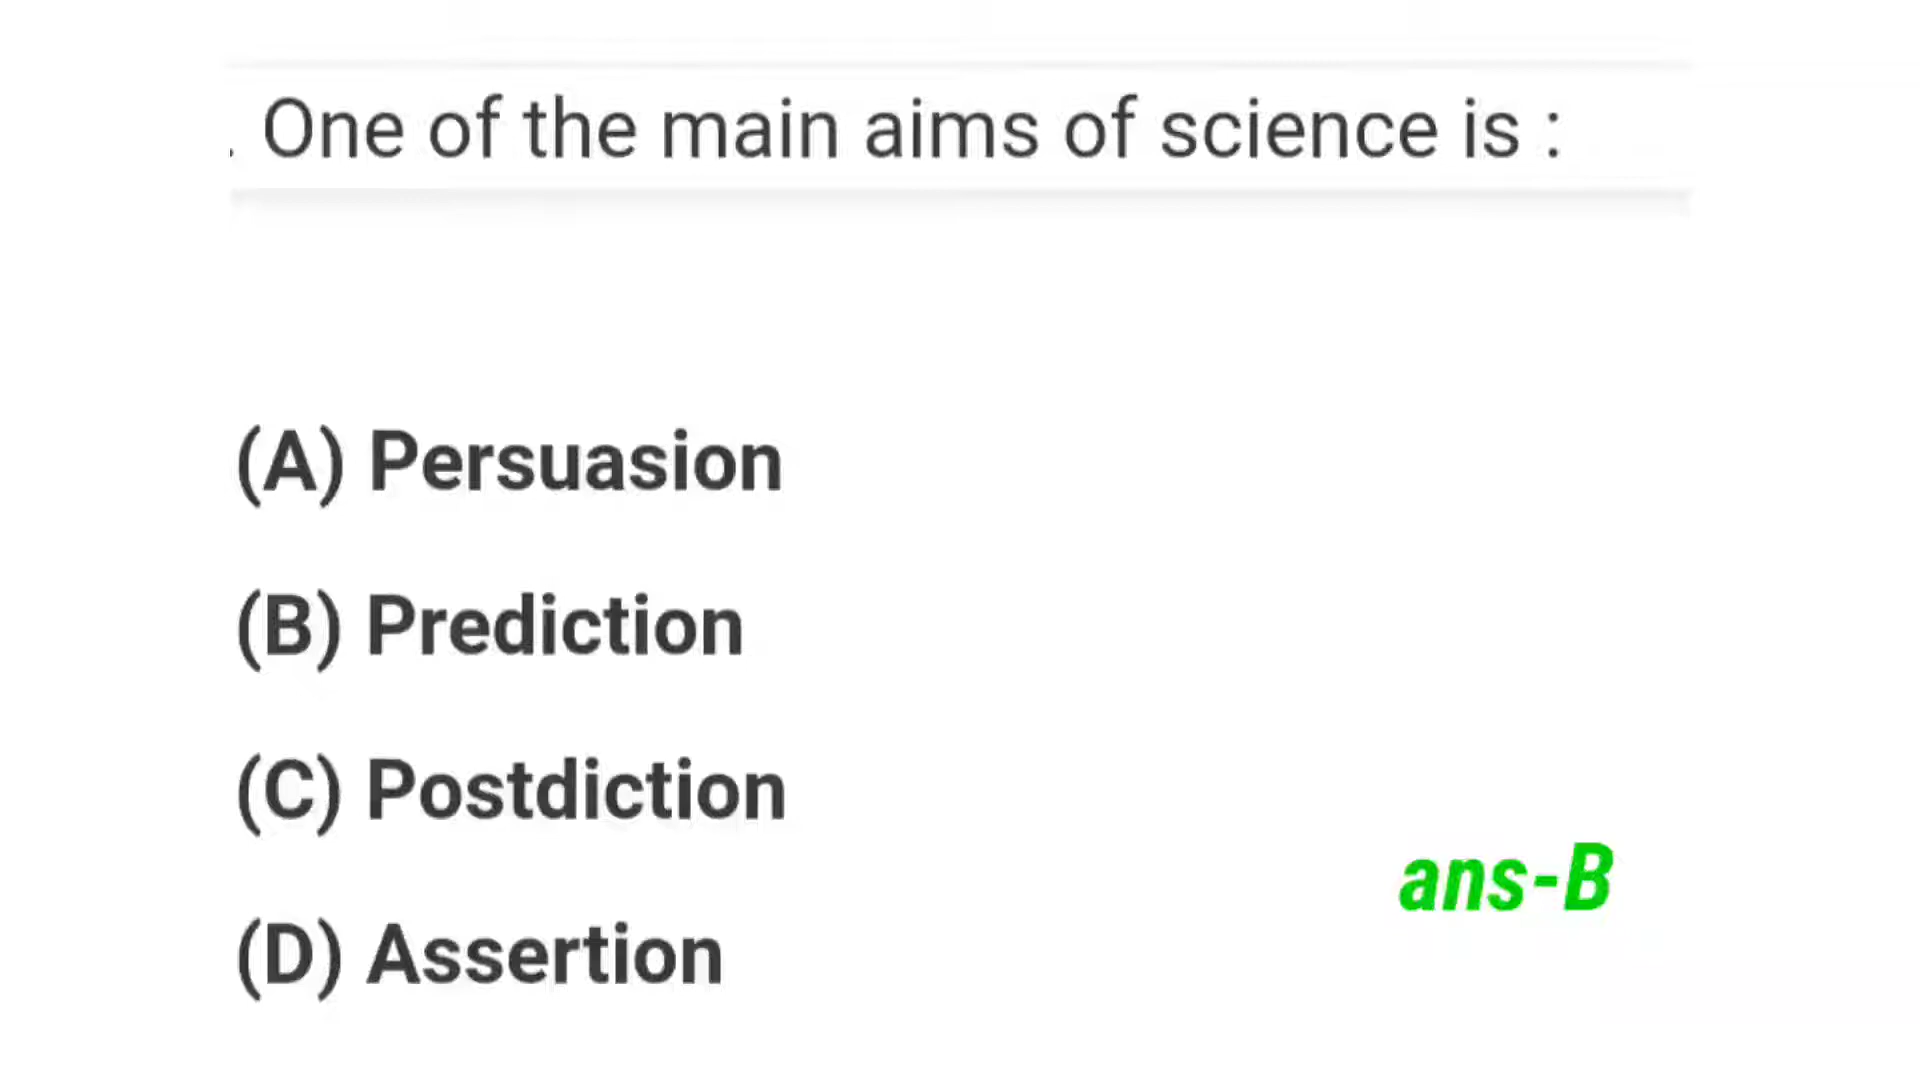 . One of the main aims of science is :
(A) Persuasion
(B) Prediction
(C) Postdiction
ans-B
(D) Assertion